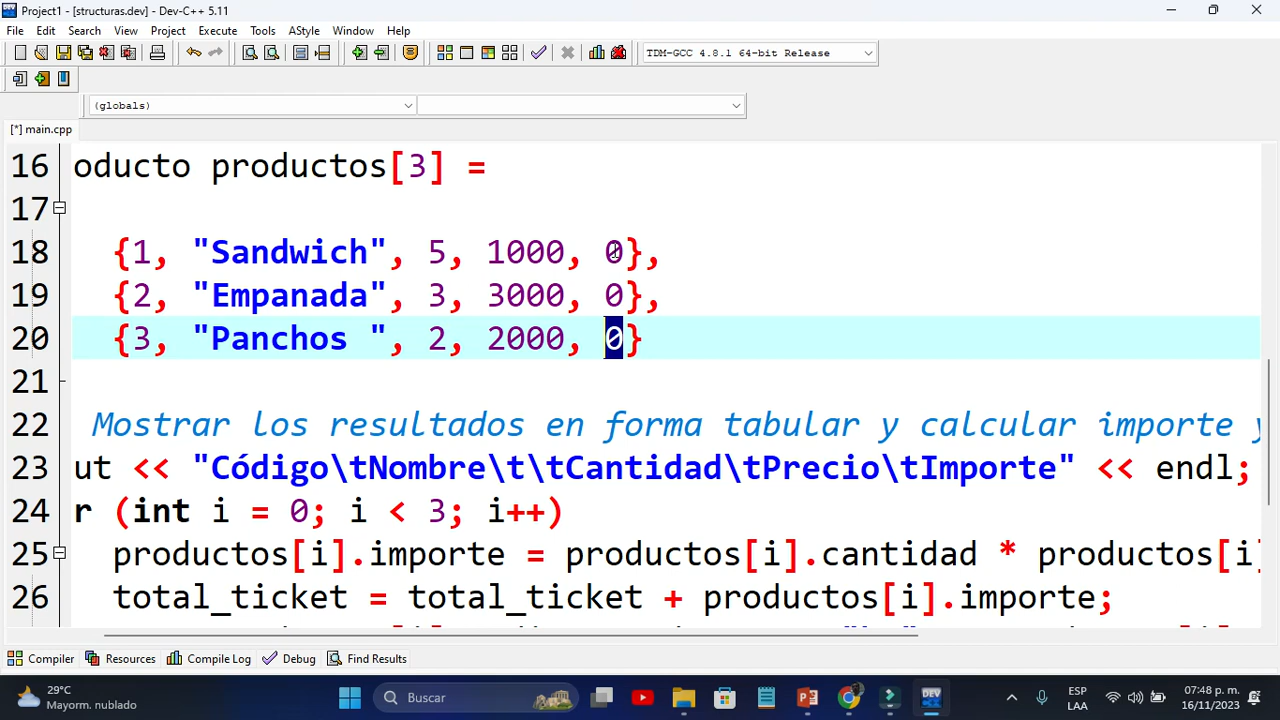 Project1 - [structuras.dev] - Dev-C++ 5.11
File Edit Search View Project Execute Tools AStyle Window Help
TDM-GCC 4.8.1 64-bit Release
(globals)
[*] main.cpp
16 oducto productos[3] =
17
18 {1, "Sandwich", 5, 1000, 0},
19 {2, "Empanada", 3, 3000, 0},
20 {3, "Panchos ", 2, 2000, 0}
21
22 Mostrar los resultados en forma tabular y calcular importe y
23 ut << "Código\tNombre\t\tCantidad\tPrecio\tImporte" << endl;
24 r (int i = 0; i < 3; i++)
25 productos[i].importe = productos[i].cantidad * productos[i]
26 total_ticket = total_ticket + productos[i].importe;
Compiler Resources Compile Log Debug Find Results
29°C
Mayorm. nublado
Buscar
DEV
ESP
LAA
07:48 p. m.
16/11/2023